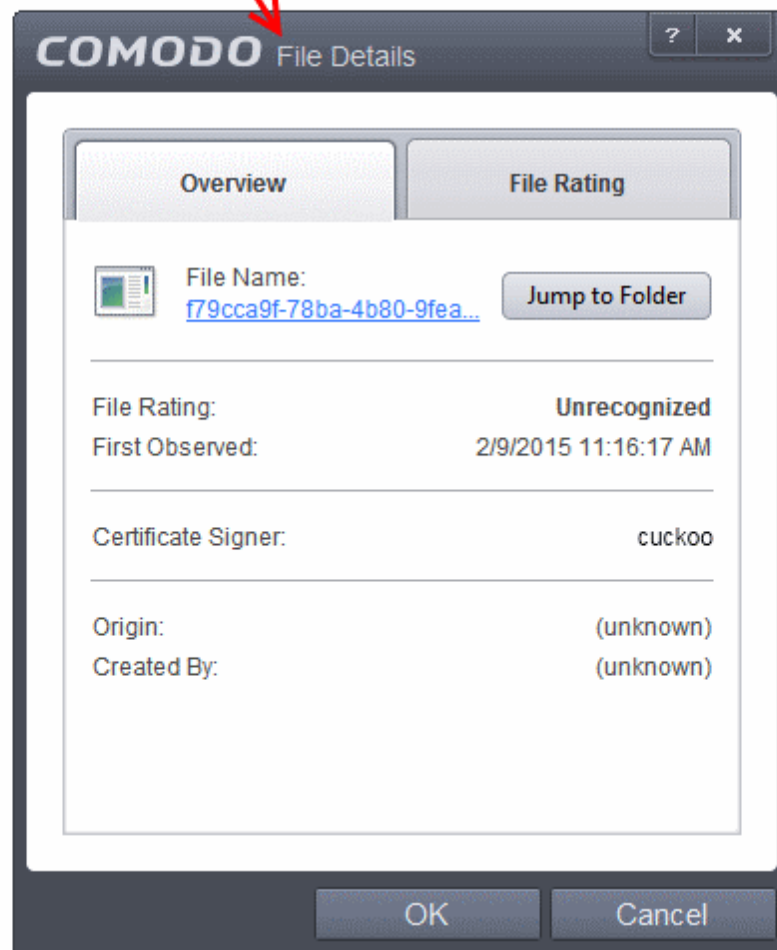 COMODO File Details
? x
Overview
File Rating
File Name:
f79cca9f-78ba-4b80-9fea...
Jump to Folder
File Rating: Unrecognized
First Observed: 2/9/2015 11:16:17 AM
Certificate Signer: cuckoo
Origin: (unknown)
Created By: (unknown)
OK
Cancel